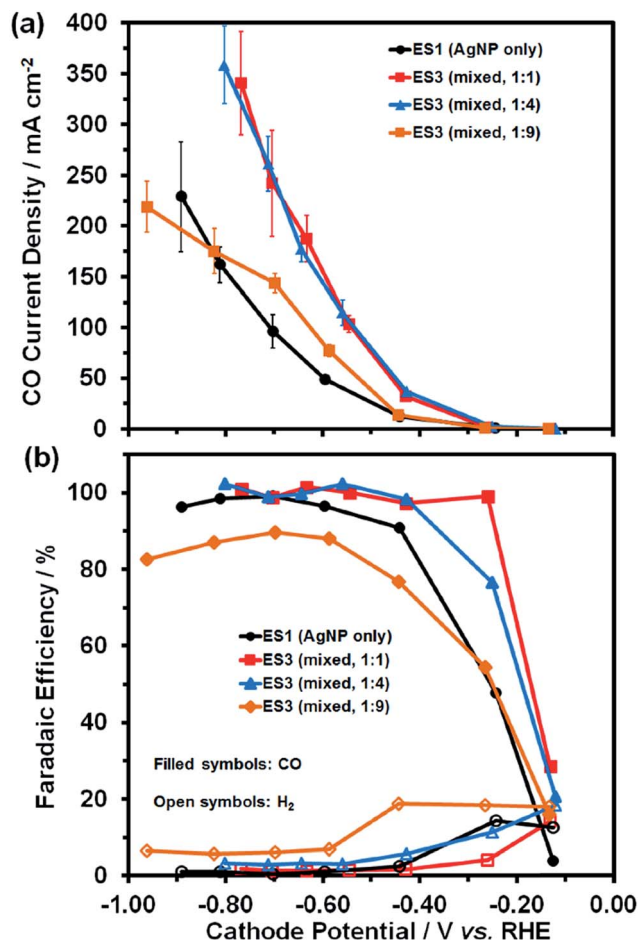 (a)
400
350
300
250
200
150
100
50
0
CO Current Density / mA cm-2
ES1 (AgNP only)
ES3 (mixed, 1:1)
ES3 (mixed, 1:4)
ES3 (mixed, 1:9)
(b)
100
80
60
40
20
0
Faradaic Efficiency / %
ES1 (AgNP only)
ES3 (mixed, 1:1)
ES3 (mixed, 1:4)
ES3 (mixed, 1:9)
Filled symbols: CO
Open symbols: H2
-1.00 -0.80 -0.60 -0.40 -0.20 0.00
Cathode Potential / V vs. RHE